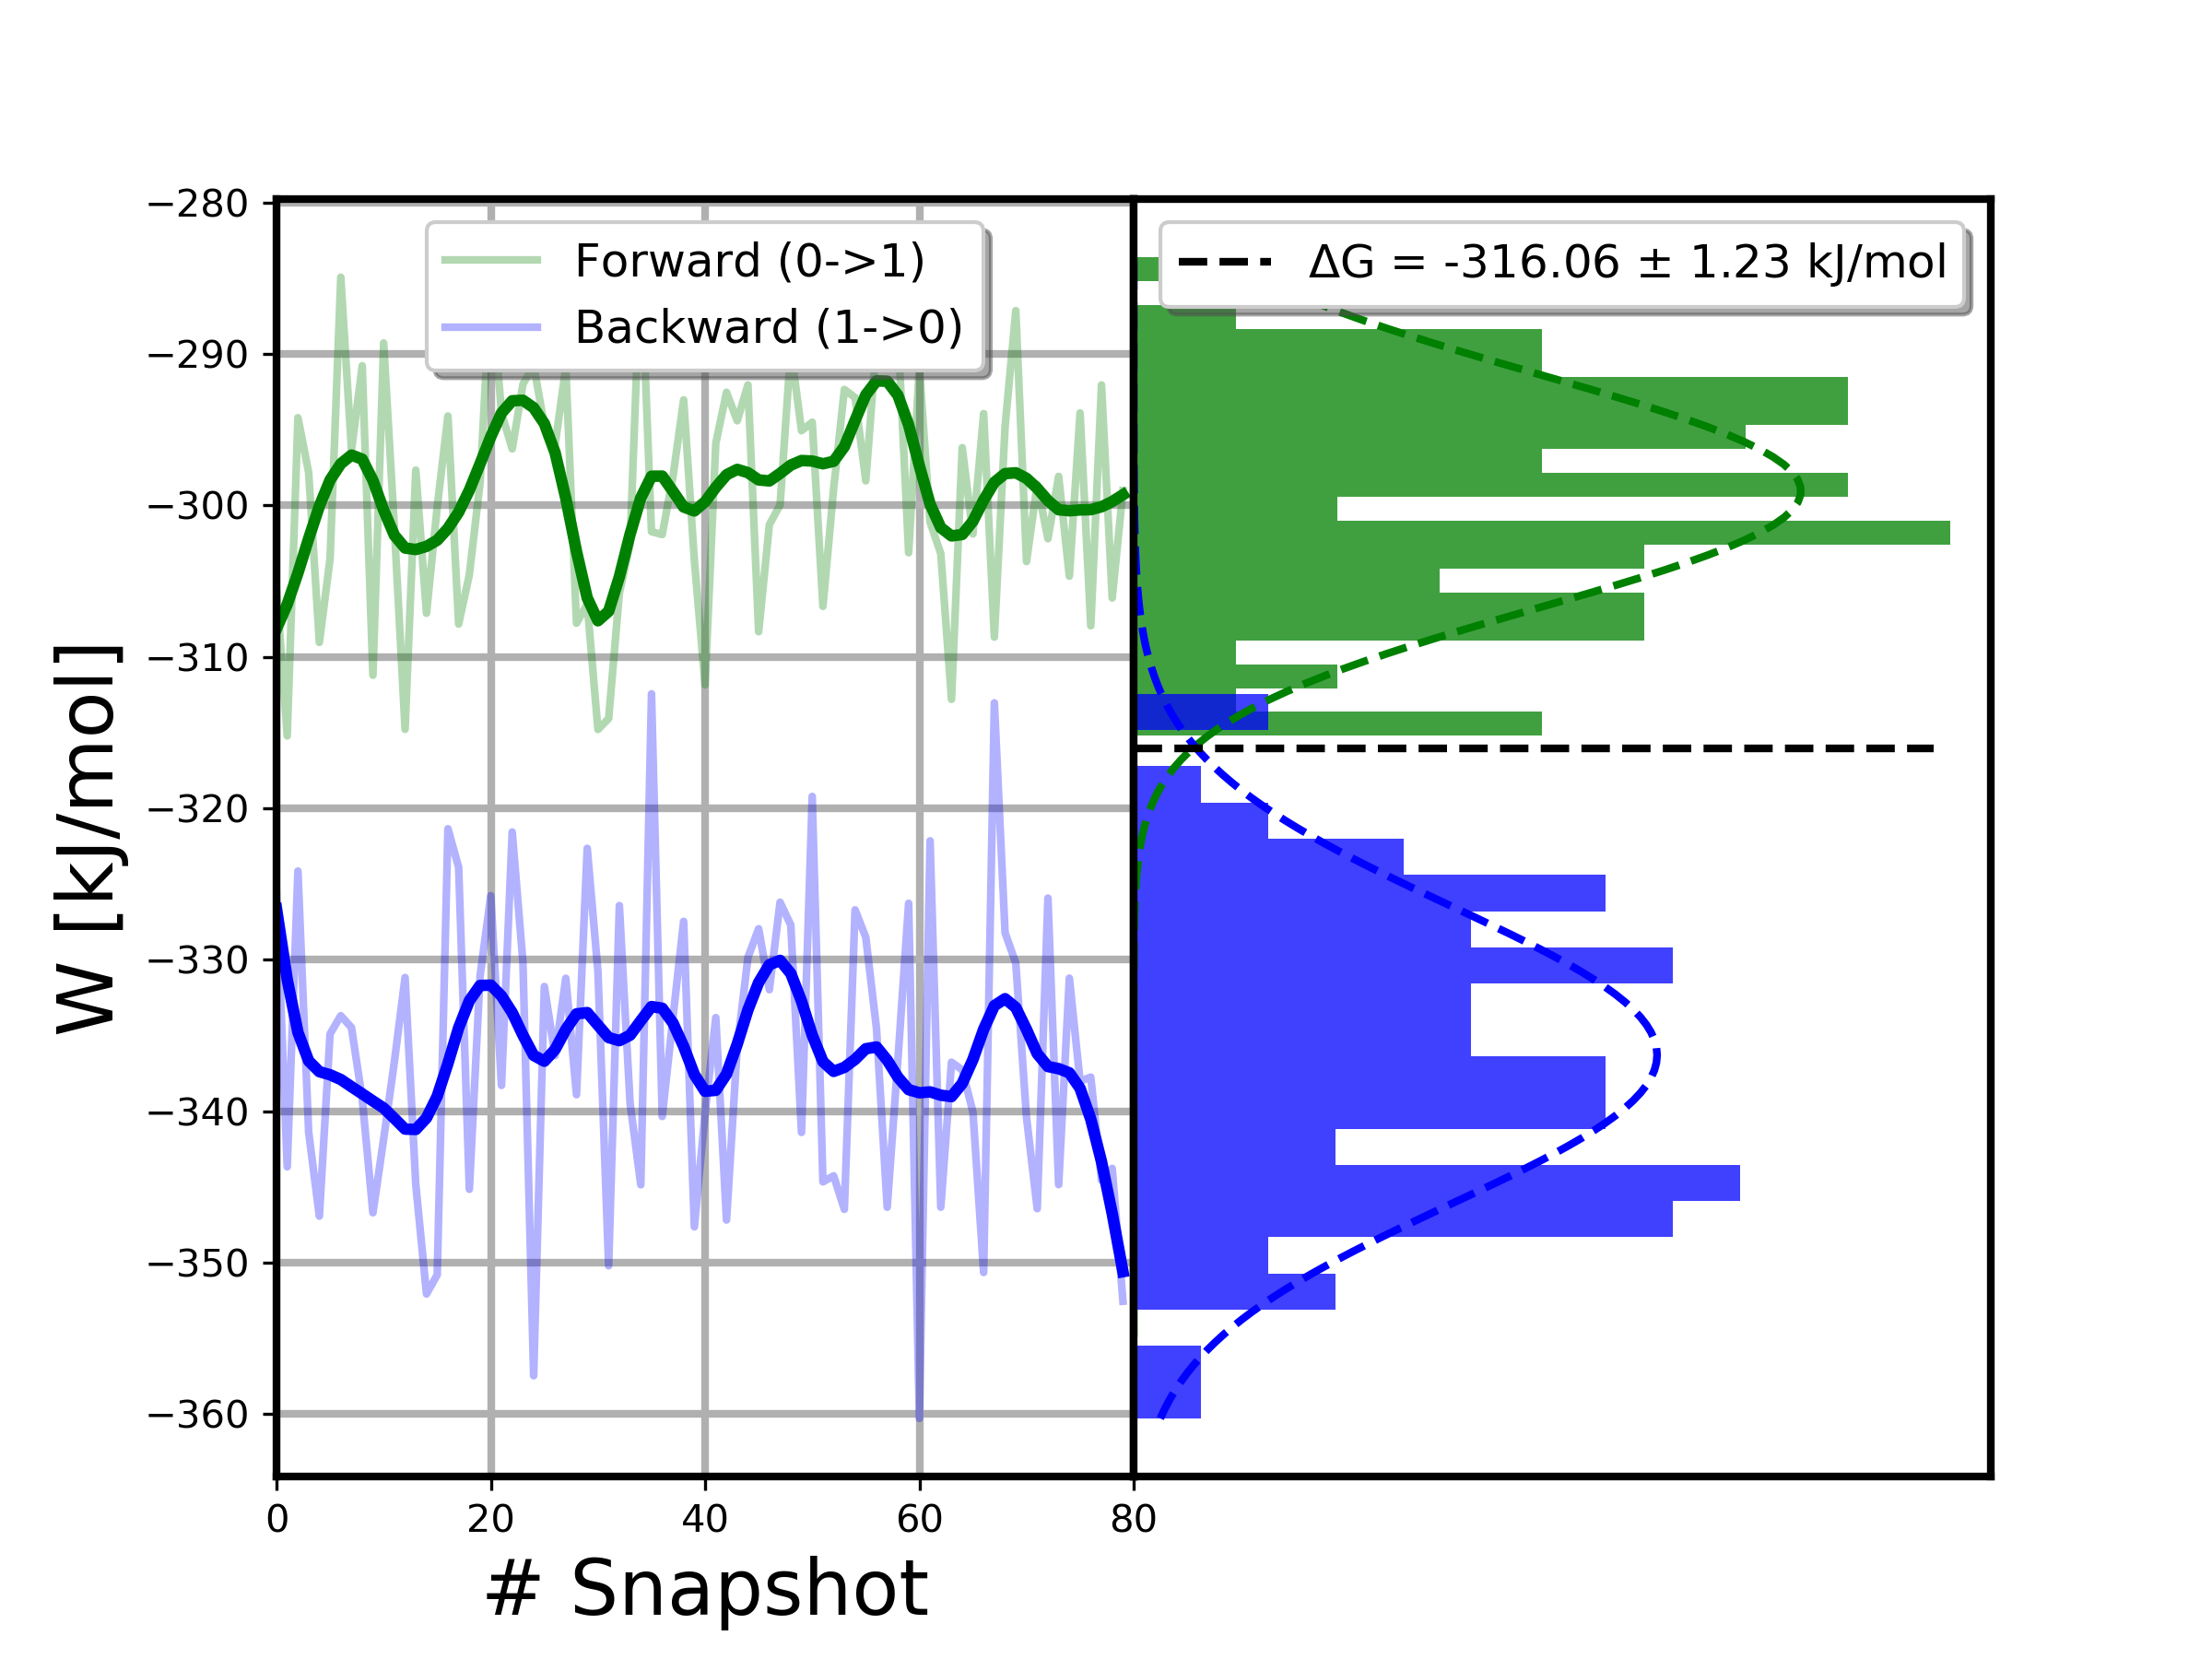 −280
−290
−300
−310
−320
−330
−340
−350
−360
W [kJ/mol]
Forward (0->1)
Backward (1->0)
ΔG = -316.06 ± 1.23 kJ/mol
0 20 40 60 80
# Snapshot